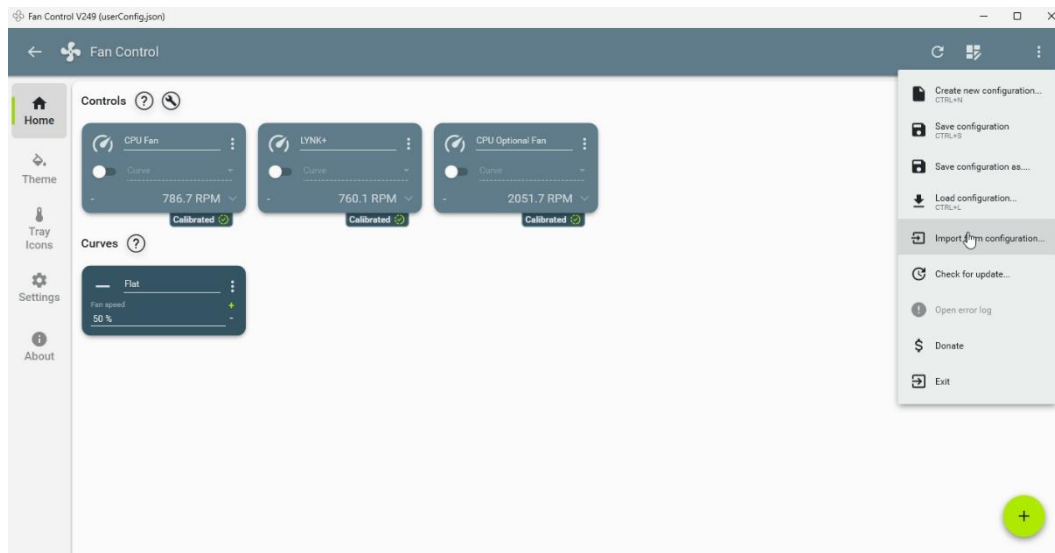 Fan Control V249 (userConfig.json)
Fan Control
Home
Theme
Tray
Icons
Settings
About
Controls
CPU Fan
Curve
-
786.7 RPM
Calibrated
LYNK+
Curve
-
760.1 RPM
Calibrated
CPU Optional Fan
Curve
-
2051.7 RPM
Calibrated
Curves
Flat
Fan speed
50 %
Create new configuration...
CTRL+N
Save configuration
CTRL+S
Save configuration as....
Load configuration...
CTRL+L
Import configuration...
Check for update...
Open error log
Donate
Exit